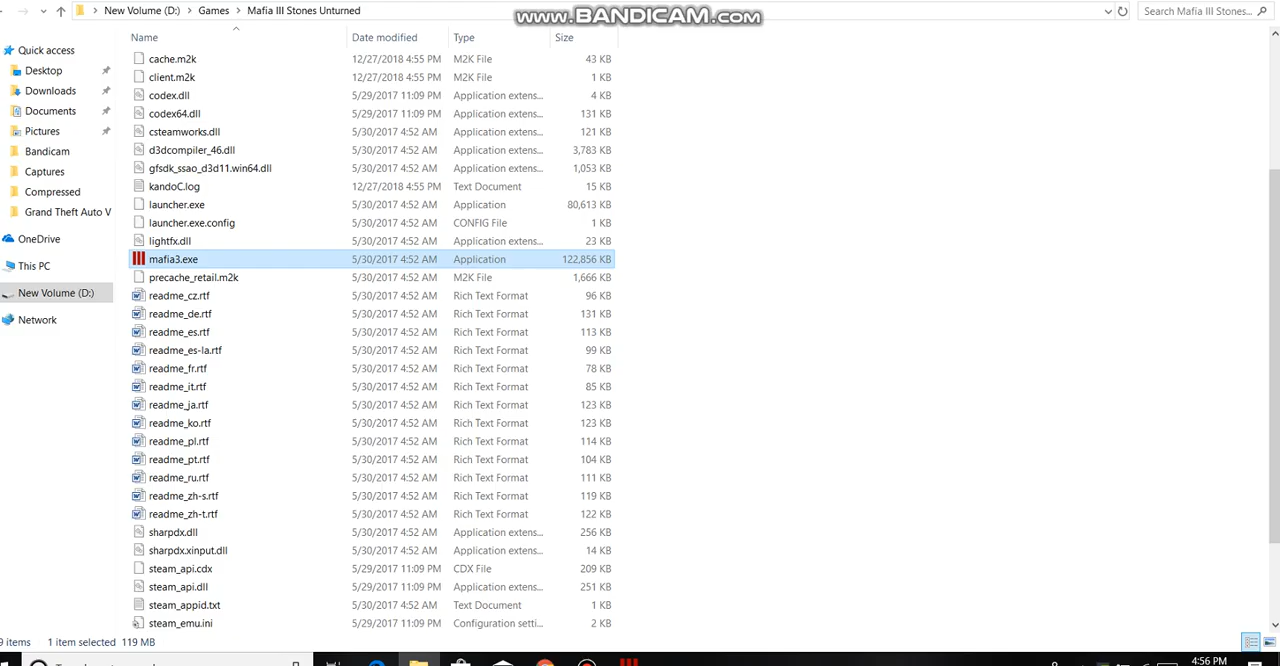 New Volume (D:) > Games > Mafia III Stones Unturned
www.BANDICAM.com
Search Mafia III Stones...
Name Date modified Type Size
Quick access
Desktop
Downloads
Documents
Pictures
Bandicam
Captures
Compressed
Grand Theft Auto V
OneDrive
This PC
New Volume (D:)
Network
cache.m2k 12/27/2018 4:55 PM M2K File 43 KB
client.m2k 12/27/2018 4:55 PM M2K File 1 KB
codex.dll 5/29/2017 11:09 PM Application extens... 4 KB
codex64.dll 5/29/2017 11:09 PM Application extens... 131 KB
csteamworks.dll 5/30/2017 4:52 AM Application extens... 121 KB
d3dcompiler_46.dll 5/30/2017 4:52 AM Application extens... 3,783 KB
gfsdk_ssao_d3d11.win64.dll 5/30/2017 4:52 AM Application extens... 1,053 KB
kandoC.log 12/27/2018 4:55 PM Text Document 15 KB
launcher.exe 5/30/2017 4:52 AM Application 80,613 KB
launcher.exe.config 5/30/2017 4:52 AM CONFIG File 1 KB
lightfx.dll 5/30/2017 4:52 AM Application extens... 23 KB
mafia3.exe 5/30/2017 4:52 AM Application 122,856 KB
precache_retail.m2k 5/30/2017 4:52 AM M2K File 1,666 KB
readme_cz.rtf 5/30/2017 4:52 AM Rich Text Format 96 KB
readme_de.rtf 5/30/2017 4:52 AM Rich Text Format 131 KB
readme_es.rtf 5/30/2017 4:52 AM Rich Text Format 113 KB
readme_es-la.rtf 5/30/2017 4:52 AM Rich Text Format 99 KB
readme_fr.rtf 5/30/2017 4:52 AM Rich Text Format 78 KB
readme_it.rtf 5/30/2017 4:52 AM Rich Text Format 85 KB
readme_ja.rtf 5/30/2017 4:52 AM Rich Text Format 123 KB
readme_ko.rtf 5/30/2017 4:52 AM Rich Text Format 123 KB
readme_pl.rtf 5/30/2017 4:52 AM Rich Text Format 114 KB
readme_pt.rtf 5/30/2017 4:52 AM Rich Text Format 104 KB
readme_ru.rtf 5/30/2017 4:52 AM Rich Text Format 111 KB
readme_zh-s.rtf 5/30/2017 4:52 AM Rich Text Format 119 KB
readme_zh-t.rtf 5/30/2017 4:52 AM Rich Text Format 122 KB
sharpdx.dll 5/30/2017 4:52 AM Application extens... 256 KB
sharpdx.xinput.dll 5/30/2017 4:52 AM Application extens... 14 KB
steam_api.cdx 5/29/2017 11:09 PM CDX File 209 KB
steam_api.dll 5/29/2017 11:09 PM Application extens... 251 KB
steam_appid.txt 5/30/2017 4:52 AM Text Document 1 KB
steam_emu.ini 5/29/2017 11:09 PM Configuration setti... 2 KB
9 items 1 item selected 119 MB
4:56 PM